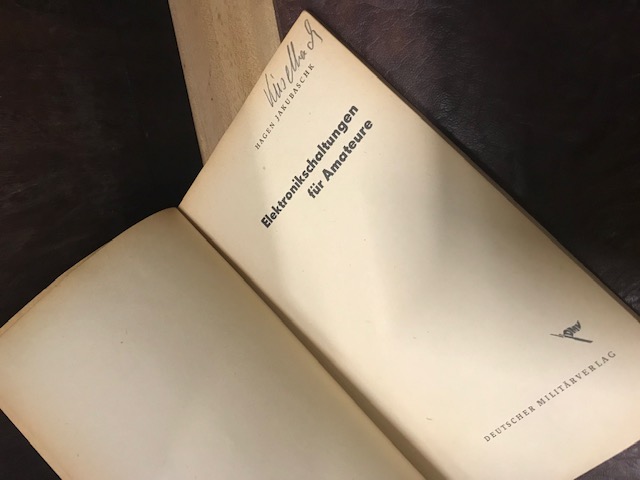 HAGEN JAKUBASCHK
Elektronikschaltungen
für Amateure
DEUTSCHER MILITÄRVERLAG